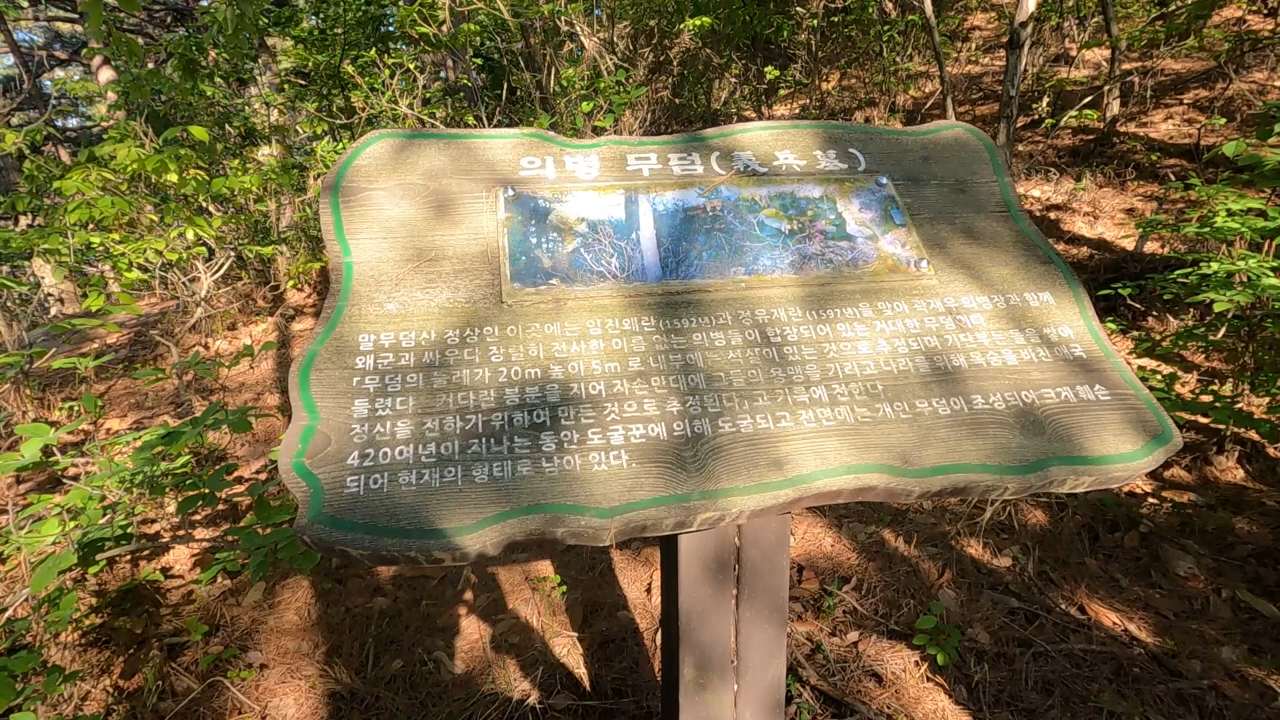 의병 무덤(義兵墓)
말무덤산 정상인 이곳에는 임진왜란(1592년)과 정유재란(1597년)을 맞아 곽재우 의병장과 함께
왜군과 싸우다 장렬히 전사한 이름 없는 의병들이 합장되어 있는 거대한 무덤이다.
「무덤의 둘레가 20m 높이 5m 로 내부에는 석상이 있는 것으로 추정되며 기단부는 돌을 쌓아
둘렸다 커다란 봉분을 지어 자손만대에 그들의 용맹을 기리고 나라를 위해 목숨을 바친 애국
정신을 전하기 위하여 만든 것으로 추정된다」고 기록에 전한다
420여년이 지나는 동안 도굴꾼에 의해 도굴되고 전면에는 개인 무덤이 조성되어 크게 훼손
되어 현재의 형태로 남아 있다.